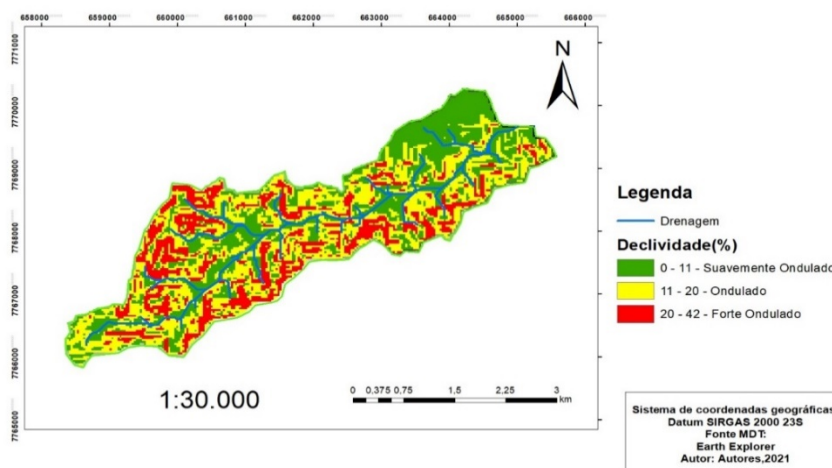 658000 659000 660000 661000 662000 663000 664000 665000 666000
7771000
7770000
7769000
7768000
7767000
7766000
7765000
N
Legenda
Drenagem
Declividade(%)
0 - 11 - Suavemente Ondulado
11 - 20 - Ondulado
20 - 42 - Forte Ondulado
1:30.000
0 0,375 0,75 1,5 2,25 3
km
Sistema de coordenadas geográficas
Datum SIRGAS 2000 23S
Fonte MDT:
Earth Explorer
Autor: Autores,2021